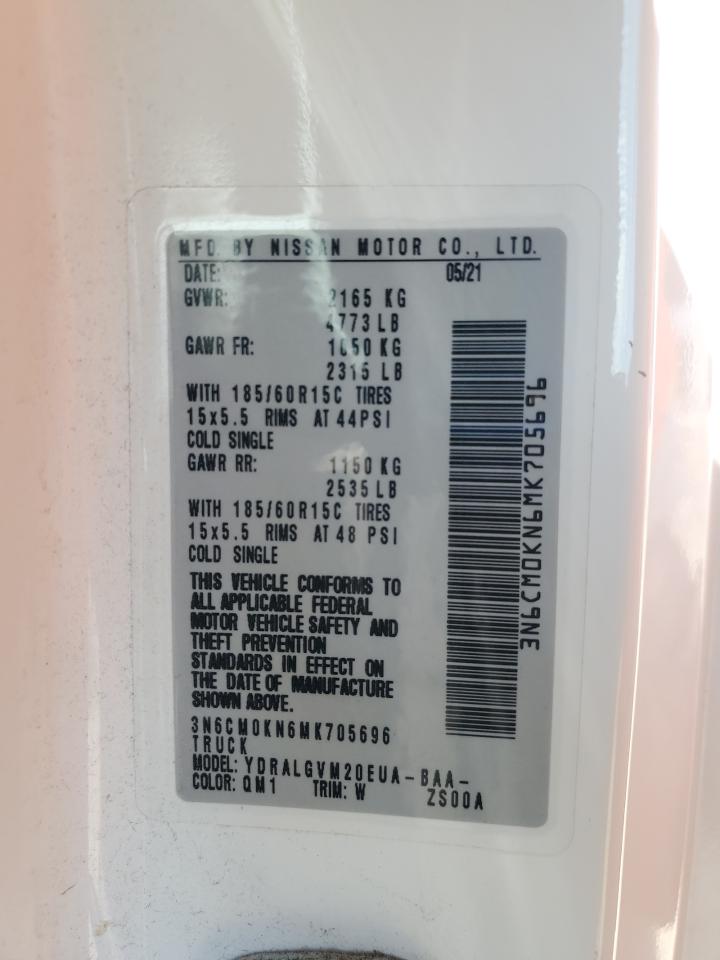 MFD. BY NISSAN MOTOR CO., LTD.
DATE: 05/21
GVWR: 2165 KG
4773 LB
GAWR FR: 1050 KG
2315 LB
WITH 185/60R15C TIRES
15x5.5 RIMS AT 44PSI
COLD SINGLE
GAWR RR: 1150 KG
2535 LB
WITH 185/60R15C TIRES
15x5.5 RIMS AT 48 PSI
COLD SINGLE
THIS VEHICLE CONFORMS TO
ALL APPLICABLE FEDERAL
MOTOR VEHICLE SAFETY AND
THEFT PREVENTION
STANDARDS IN EFFECT ON
THE DATE OF MANUFACTURE
SHOWN ABOVE.
3N6CM0KN6MK705696
TRUCK
MODEL: YDRALGVM20EUA-BAA-
ZS00A
COLOR: QM1 TRIM: W
3N6CM0KN6MK705696